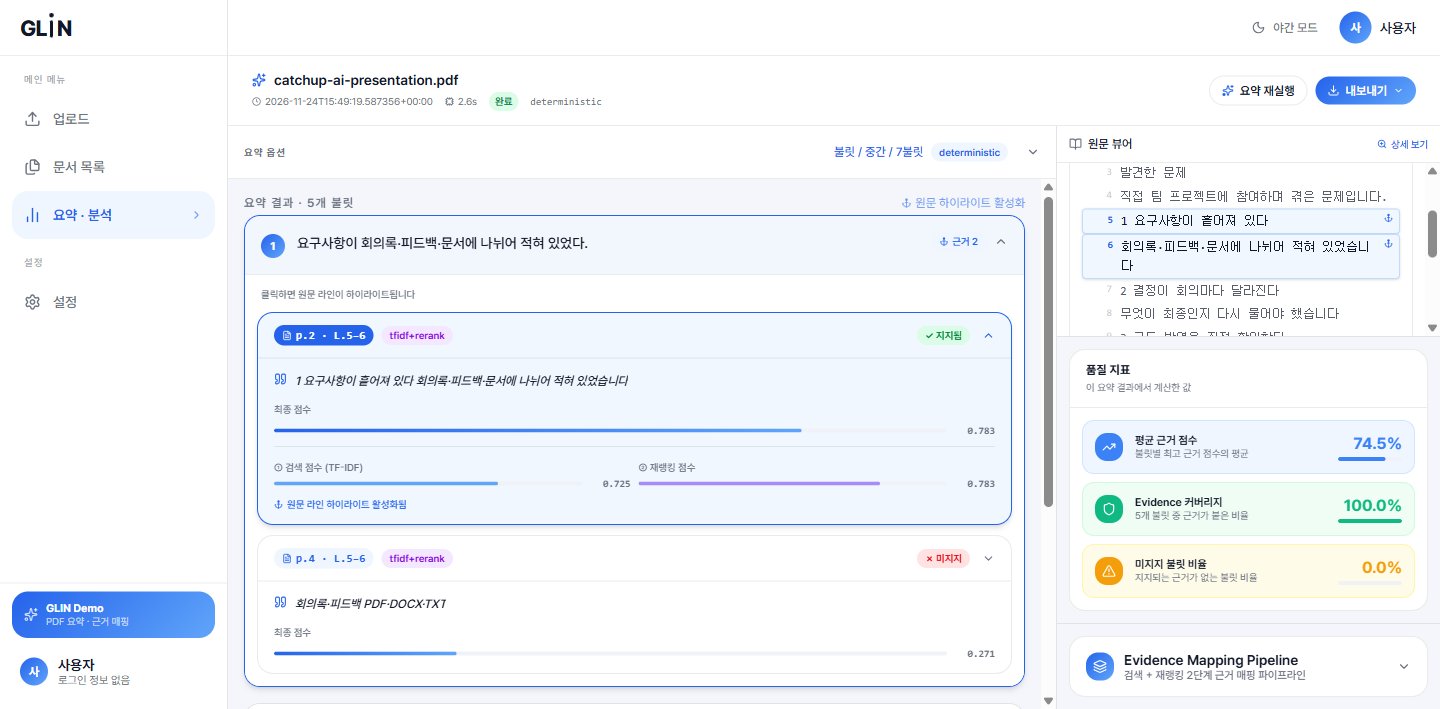 GLiN
야간 모드
사
사용자
메인 메뉴
업로드
문서 목록
요약 · 분석
설정
설정
GLIN Demo
PDF 요약 · 근거 매핑
사
사용자
로그인 정보 없음
catchup-ai-presentation.pdf
2026-11-24T15:49:19.587356+00:00
2.6s
완료
deterministic
요약 재실행
내보내기
요약 옵션
불릿 / 중간 / 7불릿
deterministic
요약 결과 · 5개 불릿
원문 하이라이트 활성화
1
요구사항이 회의록·피드백·문서에 나뉘어 적혀 있었다.
근거 2
클릭하면 원문 라인이 하이라이트됩니다
p.2 · L.5–6
tfidf+rerank
지지됨
1 요구사항이 흩어져 있다 회의록·피드백·문서에 나뉘어 적혀 있었습니다
최종 점수
0.783
① 검색 점수 (TF-IDF)
0.725
② 재랭킹 점수
0.783
원문 라인 하이라이트 활성화됨
p.4 · L.5–6
tfidf+rerank
미지지
회의록·피드백 PDF·DOCX·TXT
최종 점수
0.271
원문 뷰어
상세 보기
3 발견한 문제
4 직접 팀 프로젝트에 참여하며 겪은 문제입니다.
5 1 요구사항이 흩어져 있다
6 회의록·피드백·문서에 나뉘어 적혀 있었습니
다
7 2 결정이 회의마다 달라진다
8 무엇이 최종인지 다시 물어야 했습니다
품질 지표
이 요약 결과에서 계산한 값
평균 근거 점수
불릿별 최고 근거 점수의 평균
74.5%
Evidence 커버리지
5개 불릿 중 근거가 붙은 비율
100.0%
미지지 불릿 비율
지지되는 근거가 없는 불릿 비율
0.0%
Evidence Mapping Pipeline
검색 + 재랭킹 2단계 근거 매핑 파이프라인